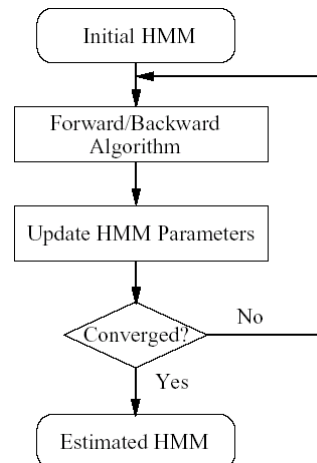 Initial HMM
Forward/Backward
Algorithm
Update HMM Parameters
Converged?
No
Yes
Estimated HMM